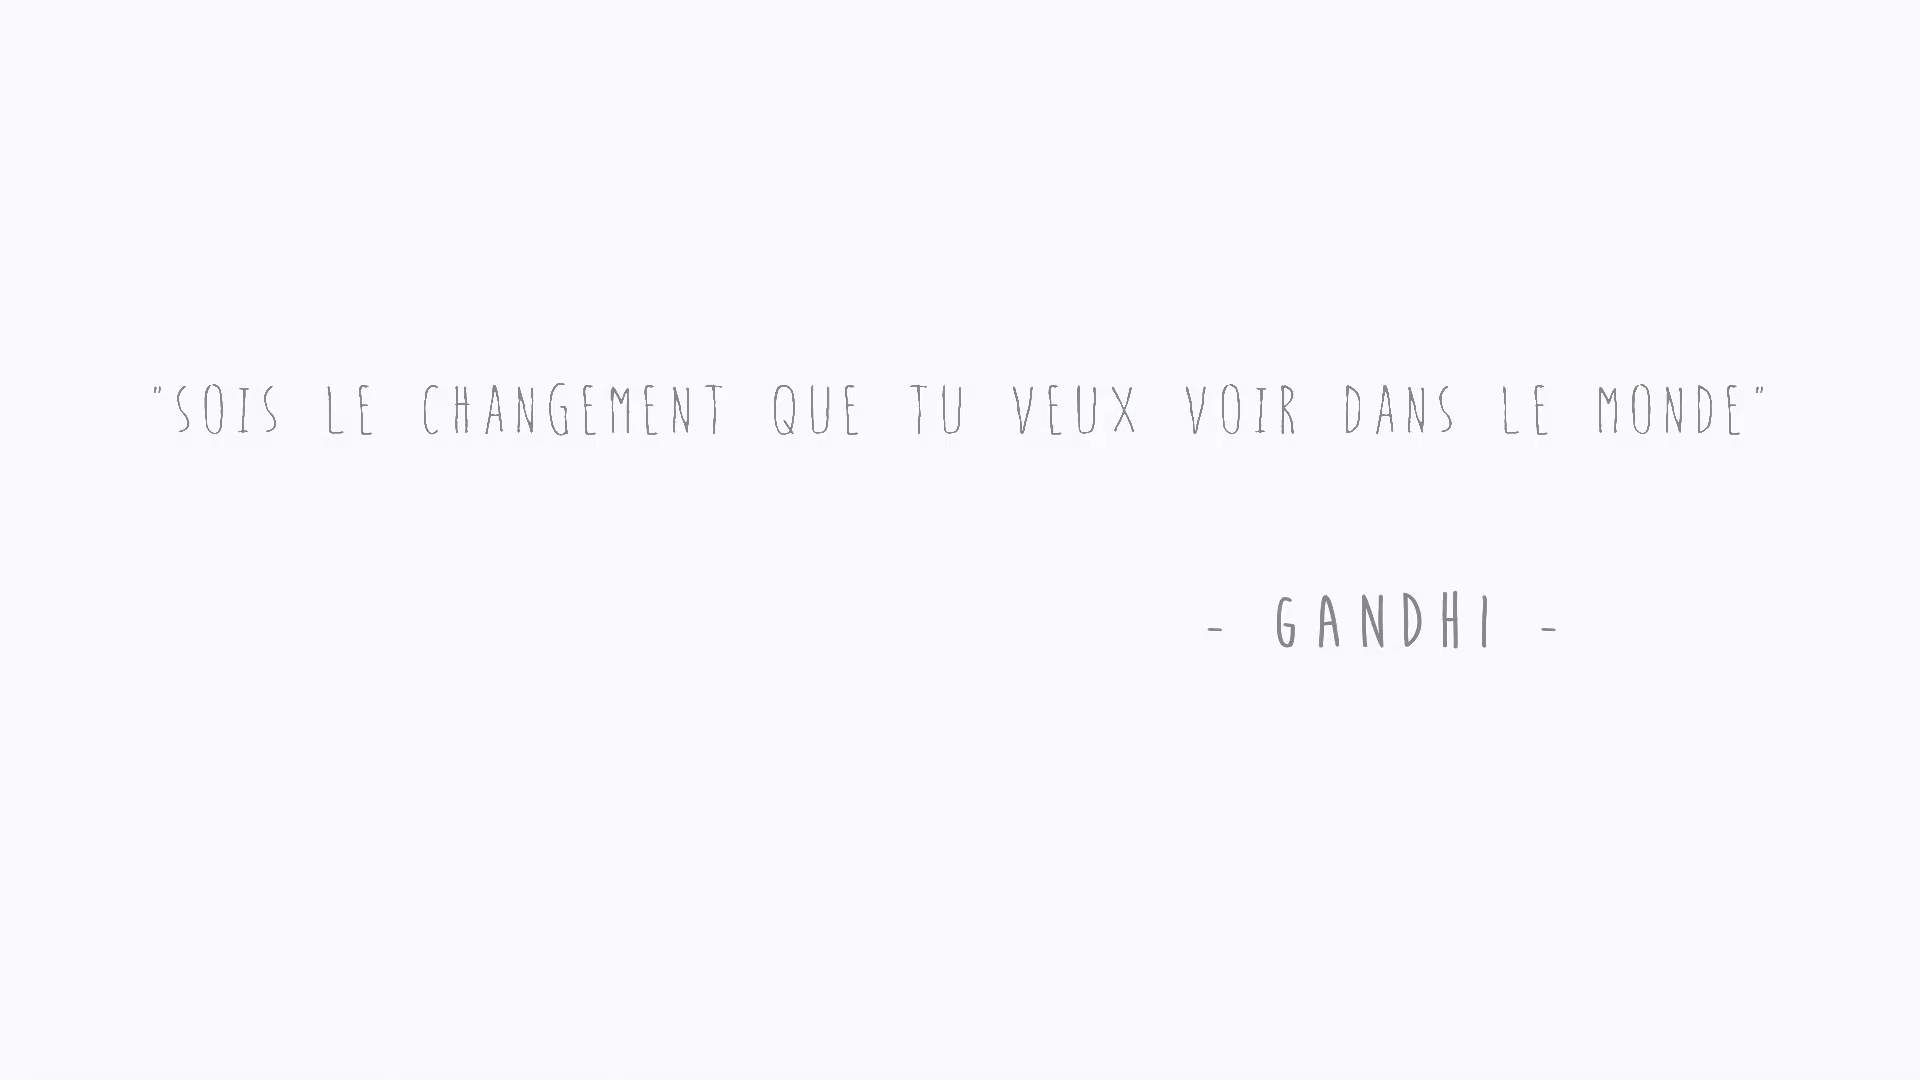 "SOIS LE CHANGEMENT QUE TU VEUX VOIR DANS LE MONDE"
- GANDHI -